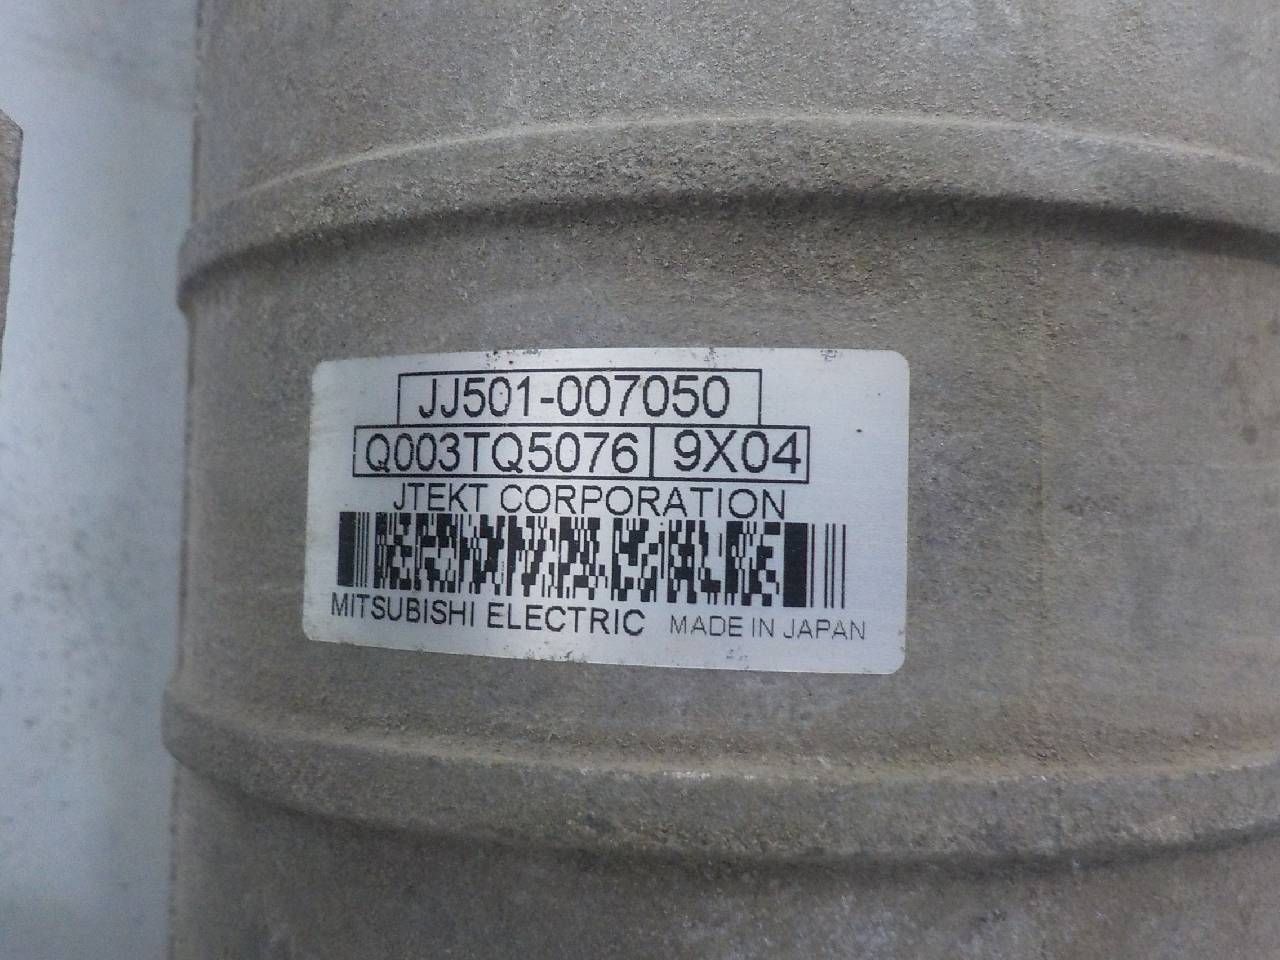 JJ501-007050
Q003TQ5076 9X04
JTEKT CORPORATION
MITSUBISHI ELECTRIC MADE IN JAPAN